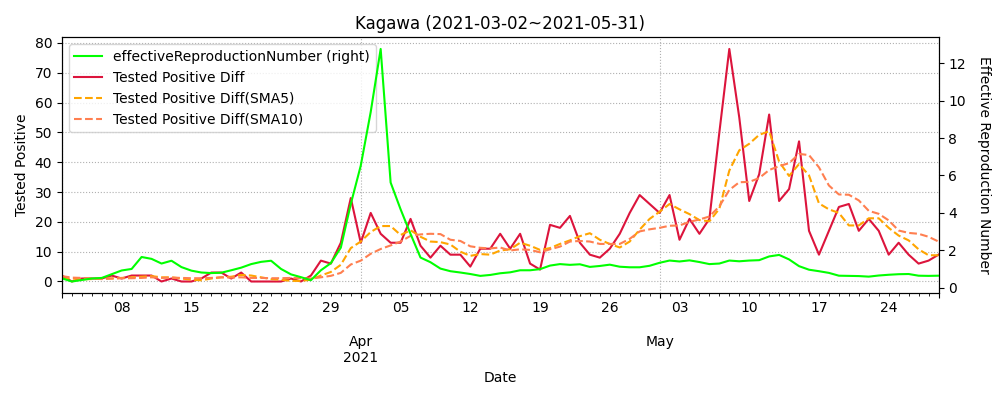 Kagawa (2021-03-02~2021-05-31)
effectiveReproductionNumber (right)
Tested Positive Diff
Tested Positive Diff(SMA5)
Tested Positive Diff(SMA10)
Tested Positive
80
70
60
50
40
30
20
10
0
Effective Reproduction Number
12
10
8
6
4
2
0
08 15 22 29 05 12 19 26 03 10 17 24
Apr May
2021
Date